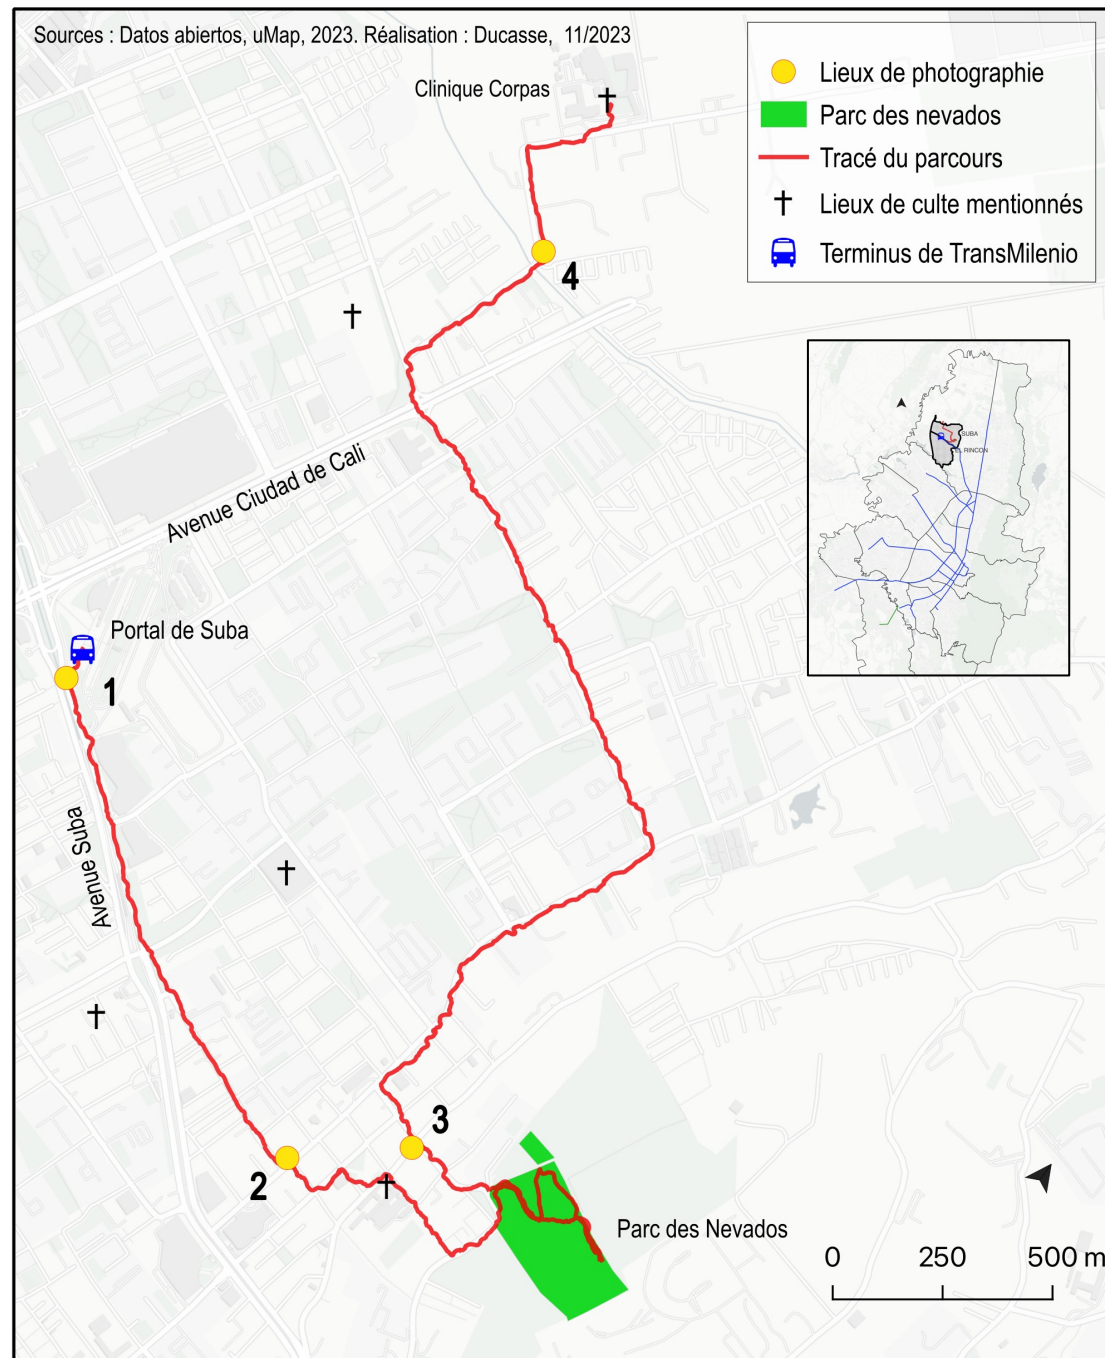 Sources : Datos abiertos, uMap, 2023. Réalisation : Ducasse, 11/2023
Clinique Corpas
Lieux de photographie
Parc des nevados
Tracé du parcours
Lieux de culte mentionnés
Terminus de TransMilenio
4
SUBA
EL RINCON
Avenue Ciudad de Cali
Portal de Suba
1
Avenue Suba
3
2
Parc des Nevados
0 250 500 m